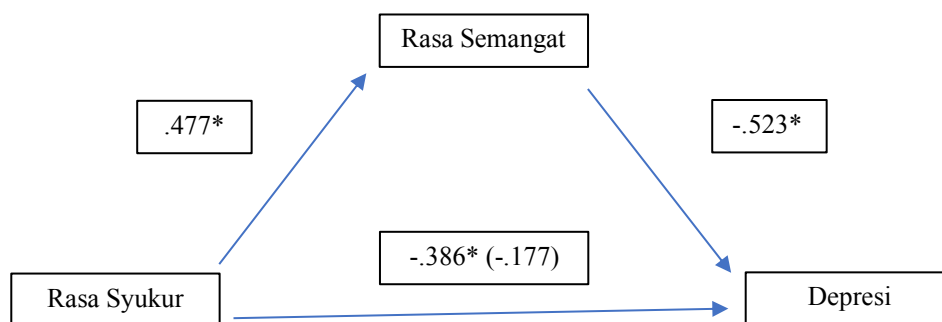 Rasa Semangat
.477*
-.523*
-.386* (-.177)
Rasa Syukur
Depresi